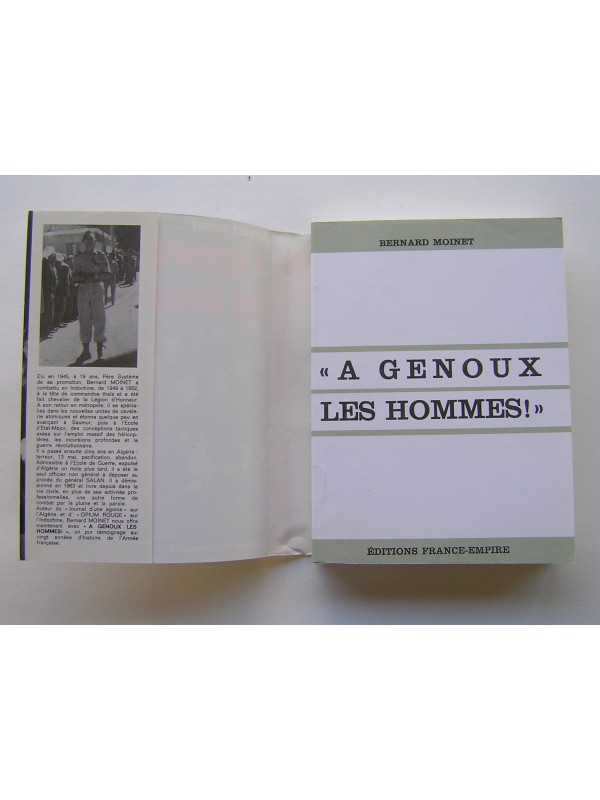 Elu en 1945, à 19 ans, Père Système
de sa promotion, Bernard MOINET a
combattu en Indochine, de 1949 à 1952,
à la tête de commandos thaïs et a été
fait chevalier de la Légion d'Honneur.
A son retour en métropole, il se spécia-
lise dans les nouvelles unités de cavale-
rie atomiques et étonne quelque peu en
avançant à Saumur, puis à l'Ecole
d'Etat-Major, des conceptions tactiques
axées sur l'emploi massif des hélicop-
tères, les incursions profondes et la
guerre révolutionnaire.
Il a passé ensuite cinq ans en Algérie :
terreur, 13 mai, pacification, abandon.
Admissible à l'Ecole de Guerre, expulsé
d'Algérie un mois plus tard, il a été le
seul officier non général à déposer au
procès du général SALAN. Il a démis-
sionné en 1963 et livre depuis dans la
vie civile, en plus de ses activités pro-
fessionnelles, une autre forme de
combat par la plume et la parole.
Auteur du « Journal d'une agonie » sur
l'Algérie et d' « OPIUM ROUGE » sur
l'Indochine, Bernard MOINET nous offre
maintenant avec « A GENOUX LES
HOMMES! », un pur témoignage sur
vingt années d'histoire de l'Armée
française.
BERNARD MOINET
« A GENOUX
LES HOMMES! »
ÉDITIONS FRANCE-EMPIRE